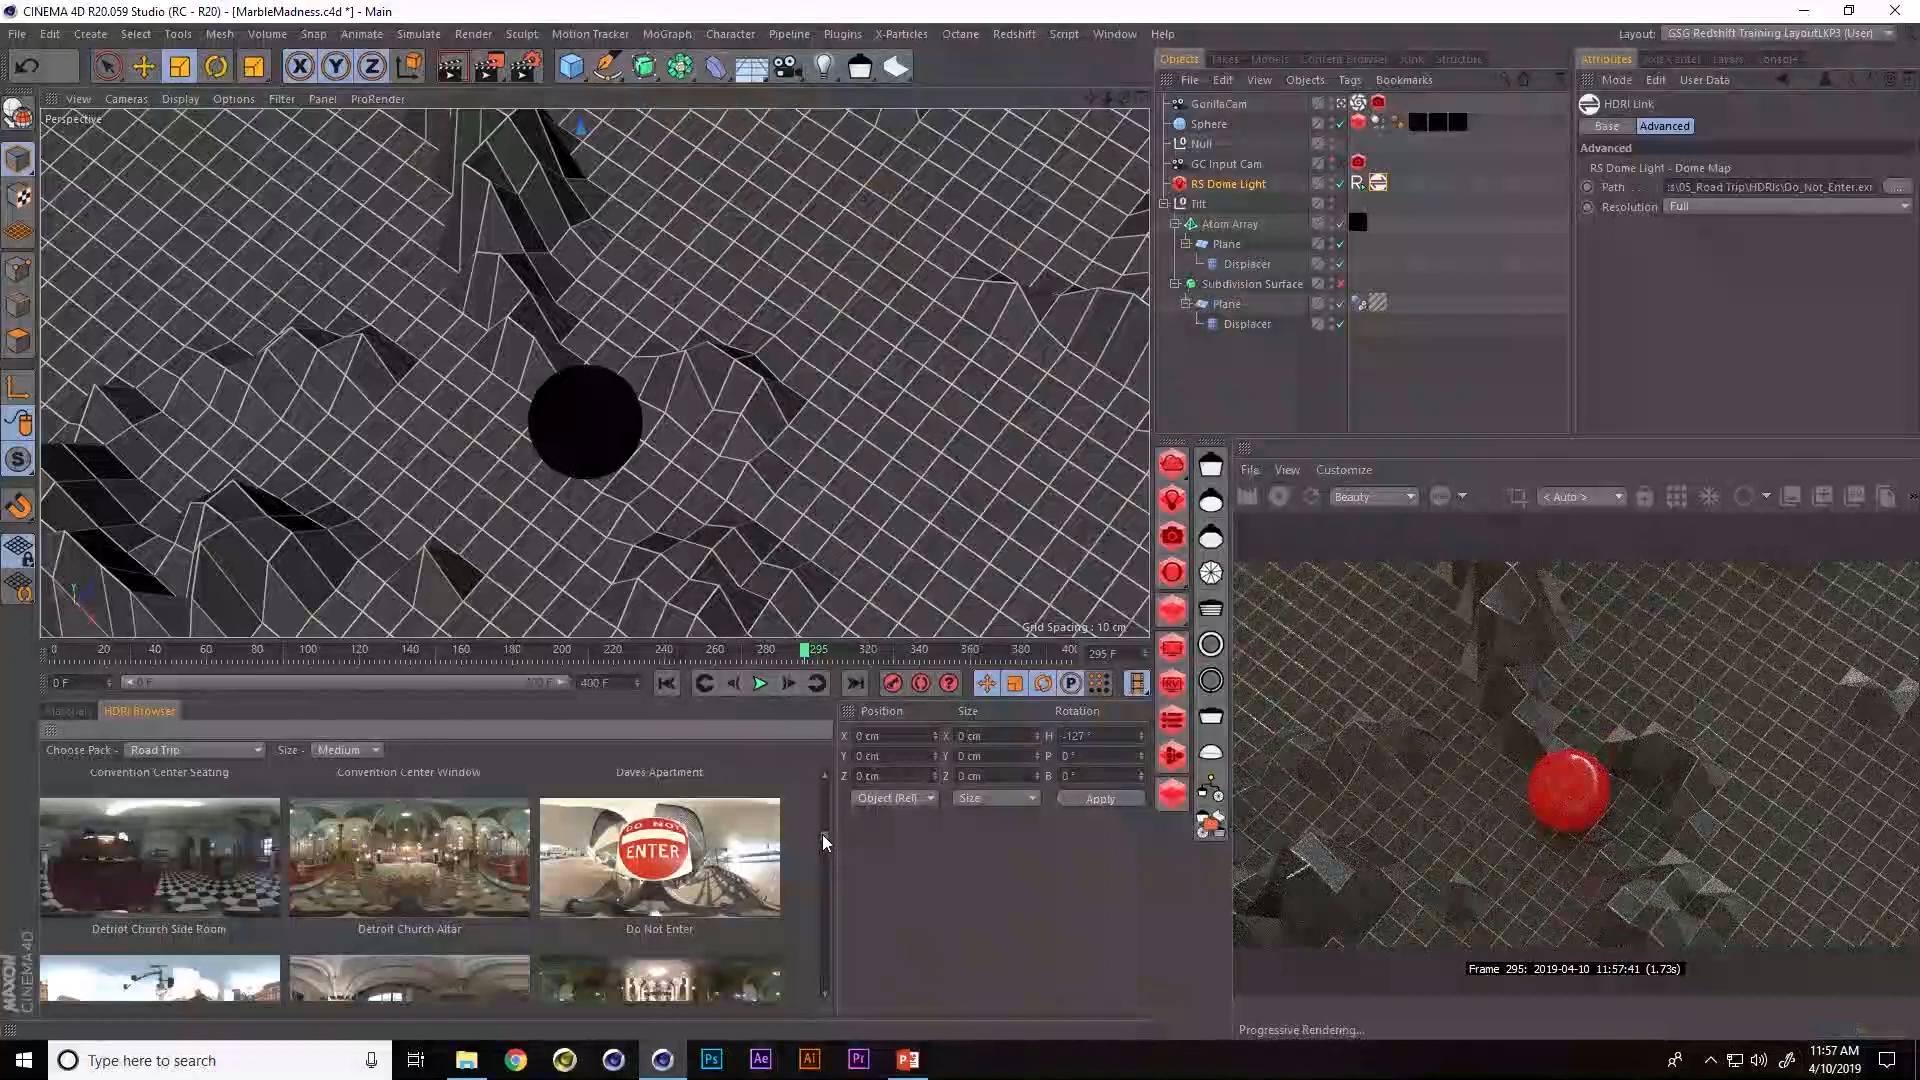 CINEMA 4D R20.059 Studio (RC - R20) - [MarbleMadness.c4d *] - Main
File Edit Create Select Tools Mesh Volume Snap Animate Simulate Render Sculpt Motion Tracker MoGraph Character Pipeline Plugins X-Particles Octane Redshift Script Window Help
Layout: GSG Redshift Training LayoutLKP3 (User)
Objects Takes Content Browser Structure
Attributes Layers
File Edit View Objects Tags Bookmarks
Mode Edit User Data
View Cameras Display Options Filter Panel ProRender
Perspective
GorillaCam
Sphere
Null
GC Input Cam
RS Dome Light
Tilt
Atom Array
Plane
Displacer
Subdivision Surface
Plane
Displacer
HDRI Link
Base Advanced
Advanced
RS Dome Light - Dome Map
Path . . . :s\05_Road Trip\HDRIs\Do_Not_Enter.exr ...
Resolution Full
File View Customize
Beauty < Auto >
Grid Spacing : 10 cm
0 20 40 60 80 100 120 140 160 180 200 220 240 260 280 295 320 340 360 380 295 F
0 F 0 F 400 F 400 F
HDRI Browser
Position Size Rotation
Choose Pack - Road Trip Size - Medium
X 0 cm X 0 cm H -127 °
Y 0 cm Y 0 cm P 0 °
Z 0 cm Z 0 cm B 0 °
Object (Rel) Size Apply
Convention Center Seating Convention Center Window Daves Apartment
DO NOT
ENTER
Detriot Church Side Room Detroit Church Altar Do Not Enter
MAXON
CINEMA 4D
Frame 295: 2019-04-10 11:57:41 (1.73s)
Progressive Rendering...
Type here to search
Ps Ae Ai Pr
11:57 AM
4/10/2019